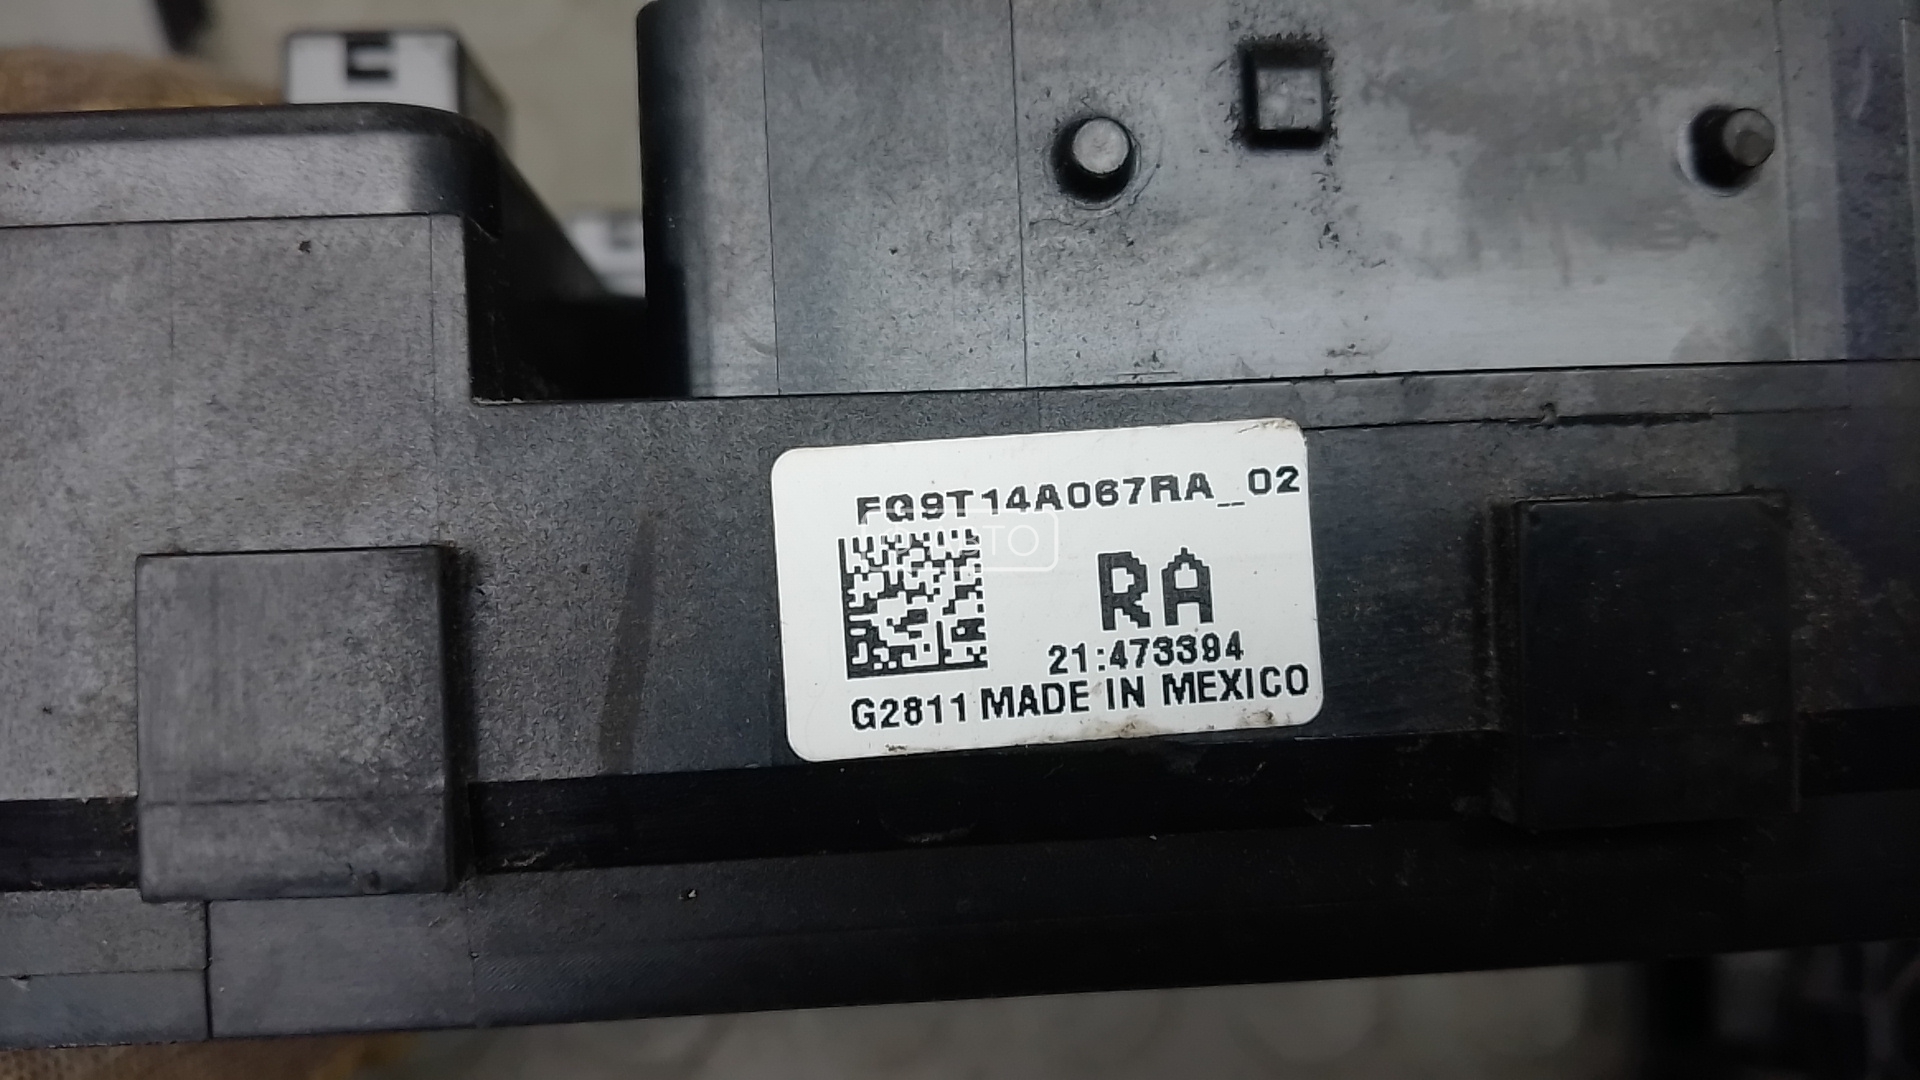 FG9T14A067RA_02
RA
21:473394
G2811 MADE IN MEXICO